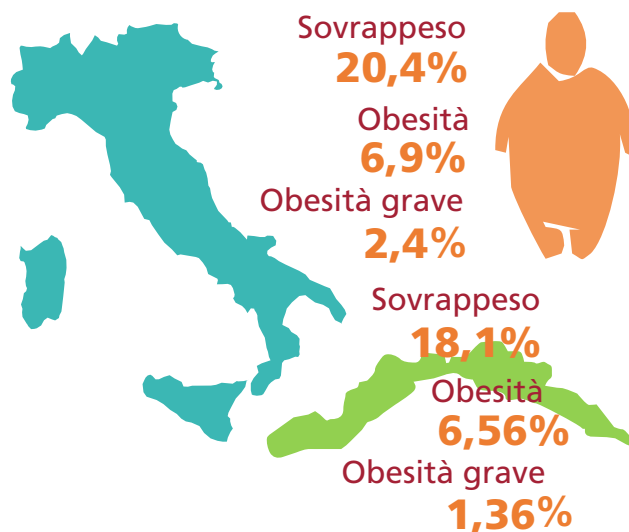 Sovrappeso
20,4%
Obesità
6,9%
Obesità grave
2,4%
Sovrappeso
18,1%
Obesità
6,56%
Obesità grave
1,36%